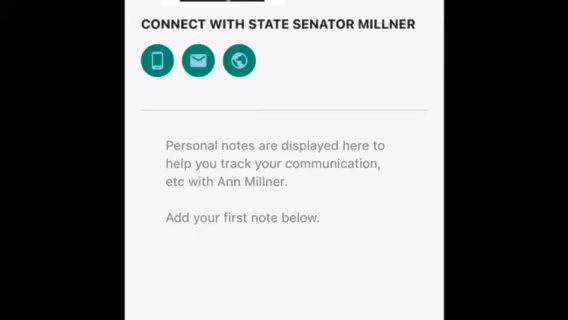 CONNECT WITH STATE SENATOR MILLNER
Personal notes are displayed here to
help you track your communication,
etc with Ann Millner.
Add your first note below.